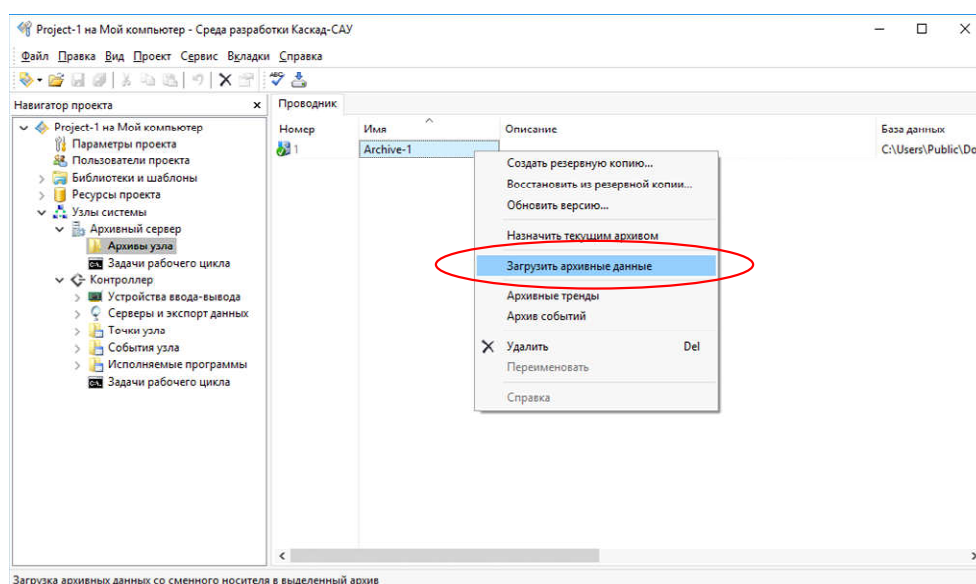 Project-1 на Мой компьютер - Среда разработки Каскад-САУ
Файл Правка Вид Проект Сервис Вкладки Справка
Навигатор проекта
Project-1 на Мой компьютер
Параметры проекта
Пользователи проекта
Библиотеки и шаблоны
Ресурсы проекта
Узлы системы
Архивный сервер
Архивы узла
Задачи рабочего цикла
Контроллер
Устройства ввода-вывода
Серверы и экспорт данных
Точки узла
События узла
Исполняемые программы
Задачи рабочего цикла
Проводник
Номер Имя Описание База данных
1 Archive-1 C:\Users\Public\Do
Создать резервную копию...
Восстановить из резервной копии...
Обновить версию...
Назначить текущим архивом
Загрузить архивные данные
Архивные тренды
Архив событий
Удалить Del
Переименовать
Справка
Загрузка архивных данных со сменного носителя в выделенный архив